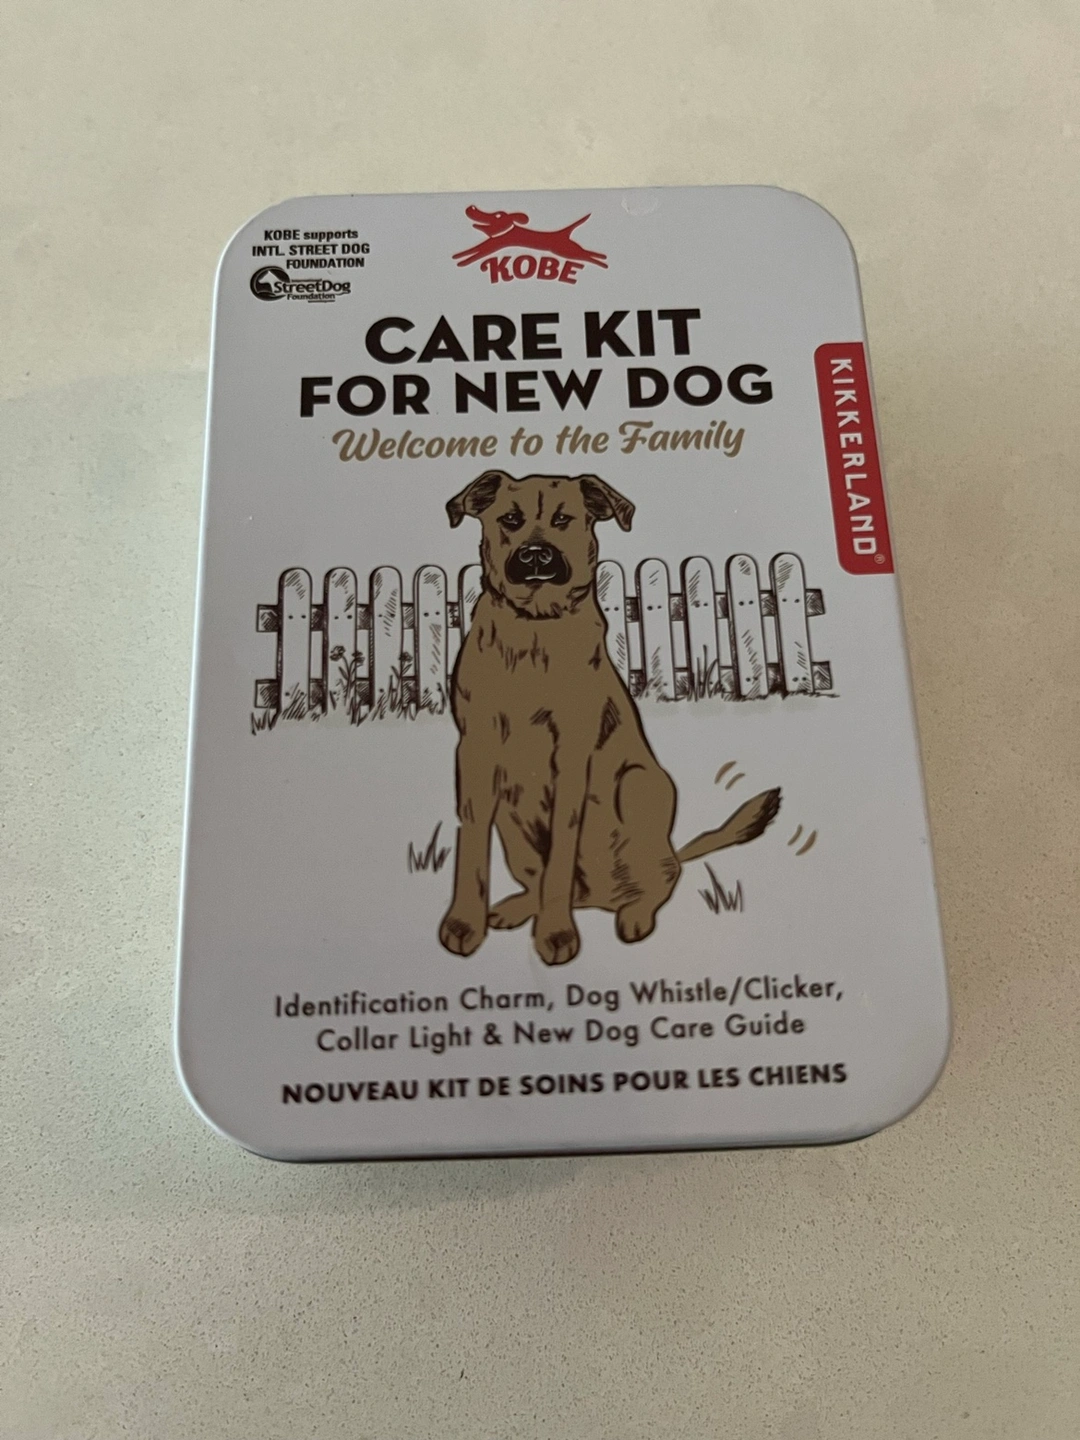 KOBE supports
INTL. STREET DOG
FOUNDATION
StreetDog
Foundation
KOBE
CARE KIT
FOR NEW DOG
Welcome to the Family
KIKKERLAND®
Identification Charm, Dog Whistle/Clicker,
Collar Light & New Dog Care Guide
NOUVEAU KIT DE SOINS POUR LES CHIENS